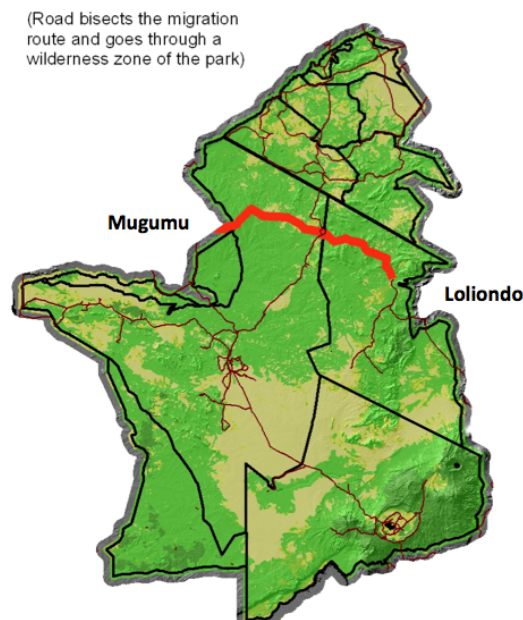 (Road bisects the migration
route and goes through a
wilderness zone of the park)
Mugumu
Loliondo